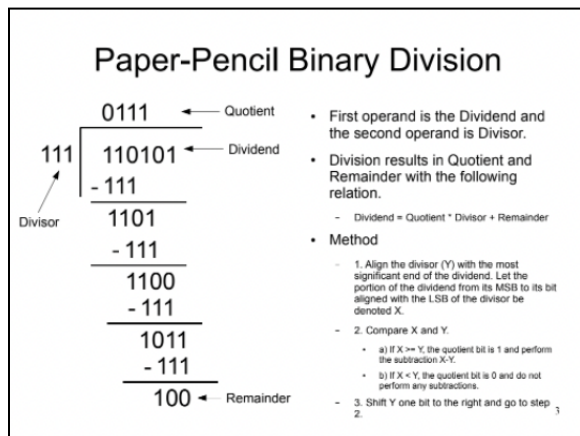 Paper-Pencil Binary Division
0111
Quotient
111
110101
Dividend
- 111
Divisor
1101
- 111
1100
- 111
1011
- 111
100
Remainder
• First operand is the Dividend and
the second operand is Divisor.
• Division results in Quotient and
Remainder with the following
relation.
– Dividend = Quotient * Divisor + Remainder
• Method
– 1. Align the divisor (Y) with the most
significant end of the dividend. Let the
portion of the dividend from its MSB to its bit
aligned with the LSB of the divisor be
denoted X.
– 2. Compare X and Y.
• a) If X >= Y, the quotient bit is 1 and perform
the subtraction X-Y.
• b) If X < Y, the quotient bit is 0 and do not
perform any subtractions.
– 3. Shift Y one bit to the right and go to step
2.
3